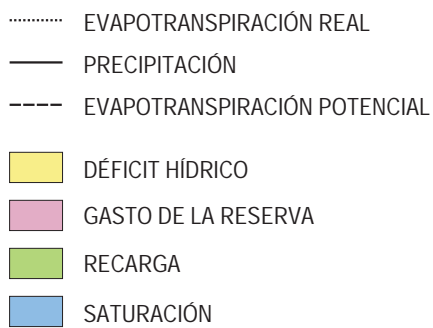 EVAPOTRANSPIRACIÓN REAL
PRECIPITACIÓN
EVAPOTRANSPIRACIÓN POTENCIAL
DÉFICIT HÍDRICO
GASTO DE LA RESERVA
RECARGA
SATURACIÓN